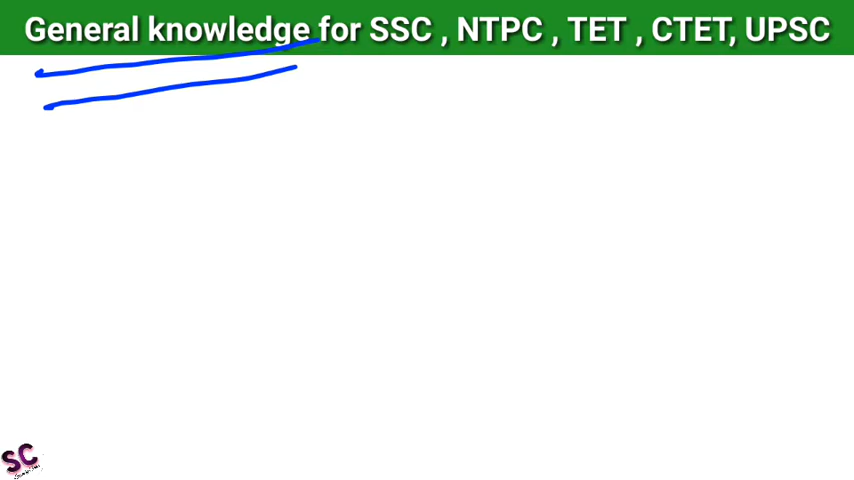 General knowledge for SSC , NTPC , TET , CTET, UPSC
SC